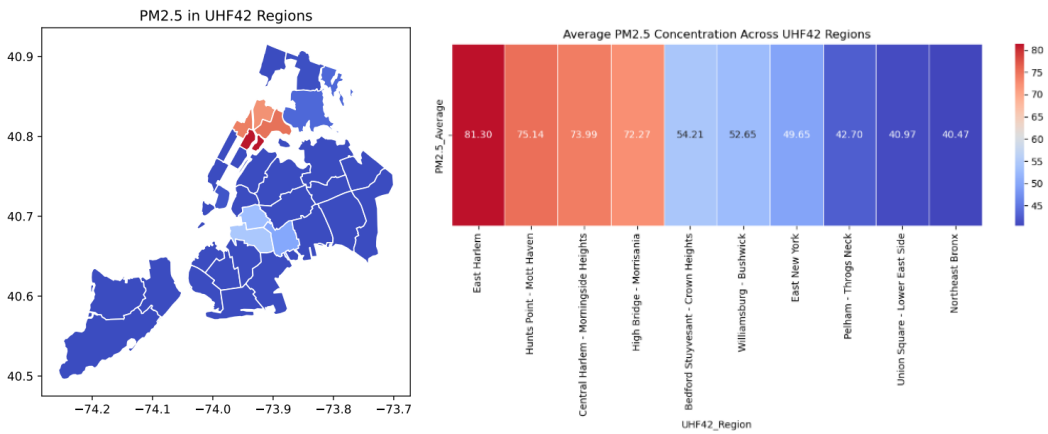 PM2.5 in UHF42 Regions
40.9
40.8
40.7
40.6
40.5
−74.2 −74.1 −74.0 −73.9 −73.8 −73.7
Average PM2.5 Concentration Across UHF42 Regions
PM2.5_Average
81.30 75.14 73.99 72.27 54.21 52.65 49.65 42.70 40.97 40.47
East Harlem
Hunts Point - Mott Haven
Central Harlem - Morningside Heights
High Bridge - Morrisania
Bedford Stuyvesant - Crown Heights
Williamsburg - Bushwick
East New York
Pelham - Throgs Neck
Union Square - Lower East Side
Northeast Bronx
UHF42_Region
80
75
70
65
60
55
50
45